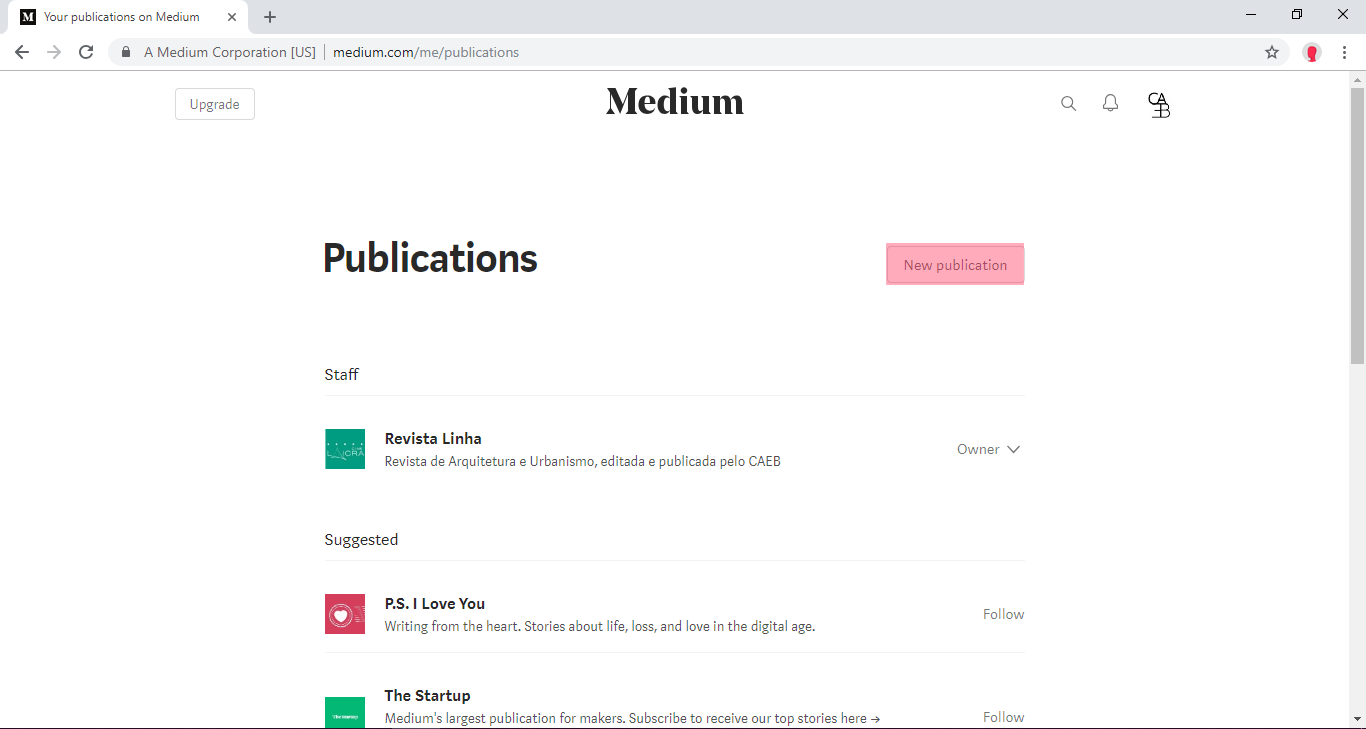 Your publications on Medium
A Medium Corporation [US] | medium.com/me/publications
Upgrade
Medium
CA
B
Publications
New publication
Staff
Revista Linha
Revista de Arquitetura e Urbanismo, editada e publicada pelo CAEB
Owner
Suggested
P.S. I Love You
Writing from the heart. Stories about life, loss, and love in the digital age.
Follow
The Startup
The Startup
Medium's largest publication for makers. Subscribe to receive our top stories here →
Follow